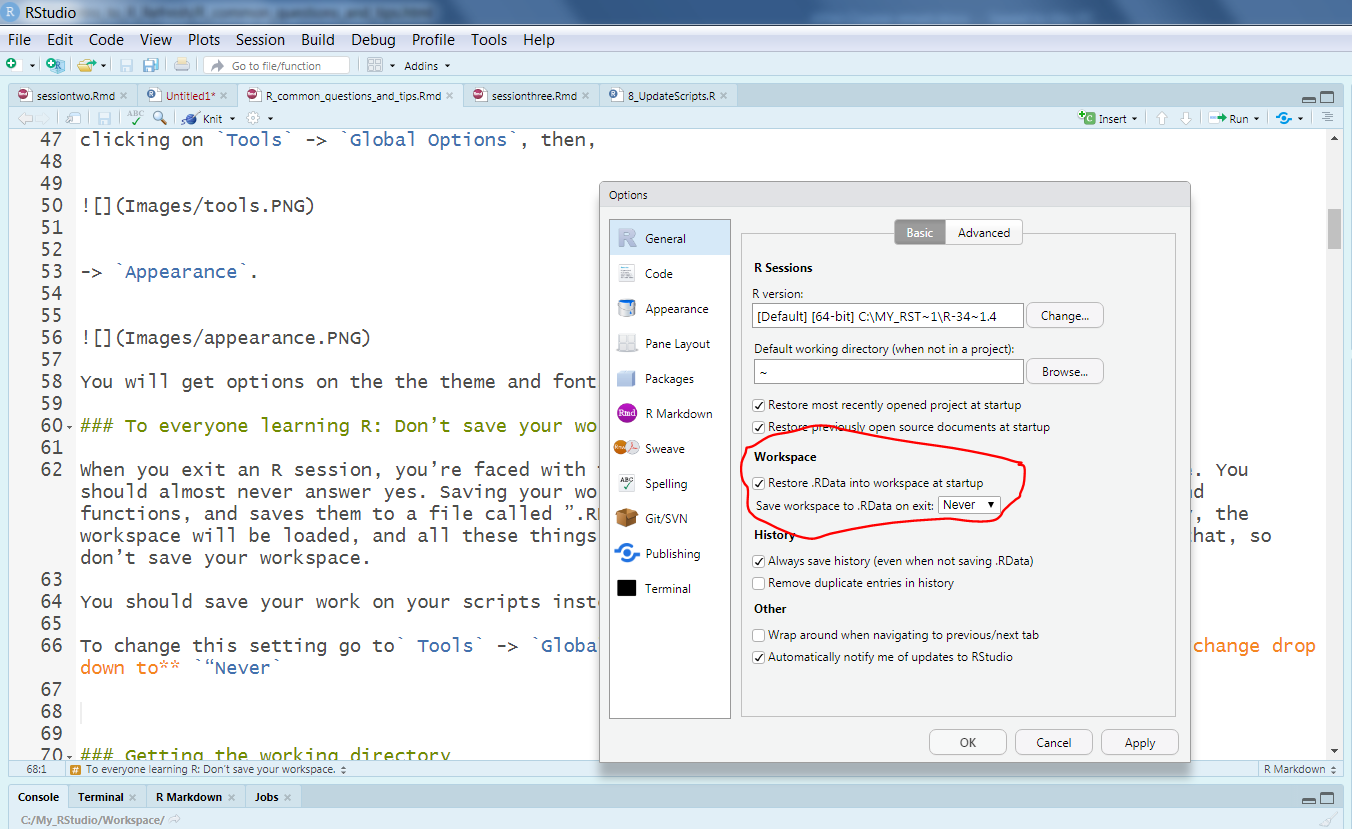 RStudio
File Edit Code View Plots Session Build Debug Profile Tools Help
Go to file/function Addins
sessiontwo.Rmd Untitled1* R_common_questions_and_tips.Rmd sessionthree.Rmd 8_UpdateScripts.R
ABC Knit Insert Run
47 clicking on `Tools` -> `Global Options`, then,
48
49
50 ![](Images/tools.PNG)
51
52
53 -> `Appearance`.
54
55
56 ![](Images/appearance.PNG)
57
58 You will get options on the the theme and font
59
60 ### To everyone learning R: Don’t save your wo
61
62 When you exit an R session, you’re faced with . You
should almost never answer yes. Saving your wo d
functions, and saves them to a file called ”.R , the
workspace will be loaded, and all these things that, so
don’t save your workspace.
63
64 You should save your work on your scripts inst
65
66 To change this setting go to` Tools` -> `Globa change drop
down to** `“Never`
67
68
69
70 ### Getting the working directory
68:1 # To everyone learning R: Don't save your workspace. R Markdown
Console Terminal R Markdown Jobs
C:/My_RStudio/Workspace/
Options
R General
Code
Appearance
Pane Layout
Packages
Rmd R Markdown
Sweave
ABC Spelling
Git/SVN
Publishing
Terminal
Basic Advanced
R Sessions
R version:
[Default] [64-bit] C:\MY_RST~1\R-34~1.4 Change...
Default working directory (when not in a project):
~ Browse...
Restore most recently opened project at startup
Restore previously open source documents at startup
Workspace
Restore .RData into workspace at startup
Save workspace to .RData on exit: Never
History
Always save history (even when not saving .RData)
Remove duplicate entries in history
Other
Wrap around when navigating to previous/next tab
Automatically notify me of updates to RStudio
OK Cancel Apply